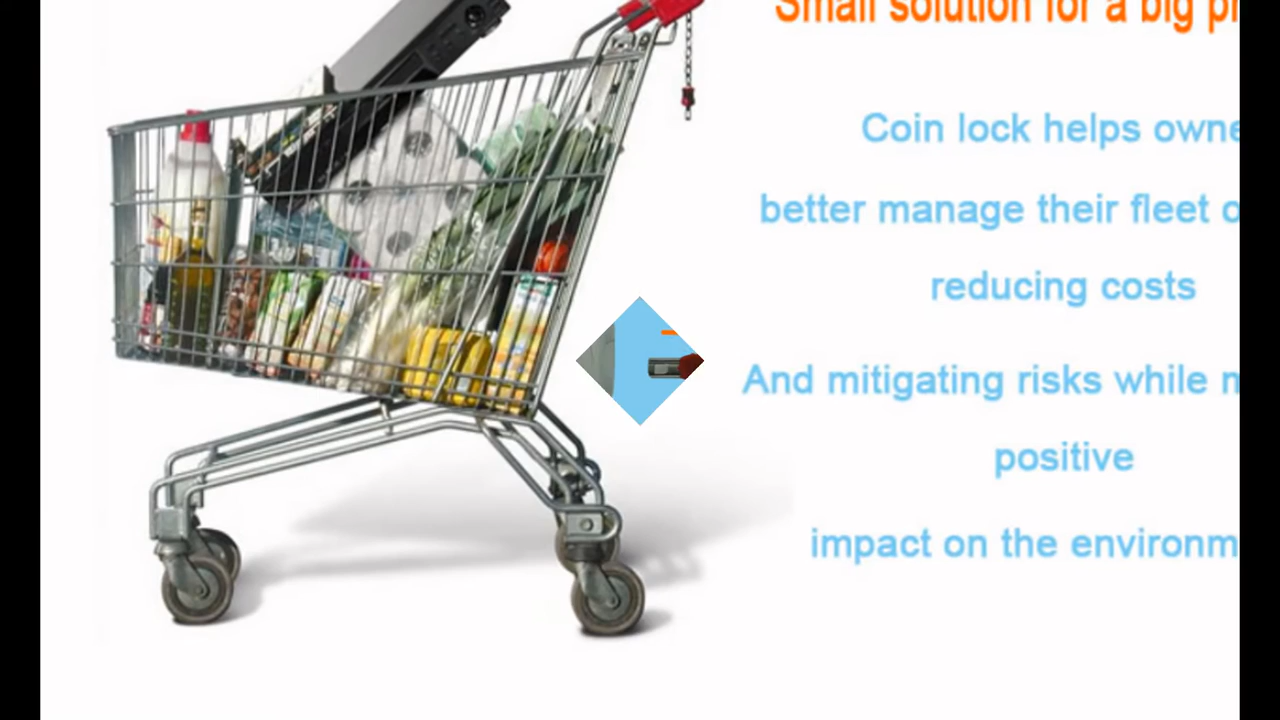 Small solution for a big
Coin lock helps
better manage their fleet
reducing costs
And mitigating risks while
positive
impact on the